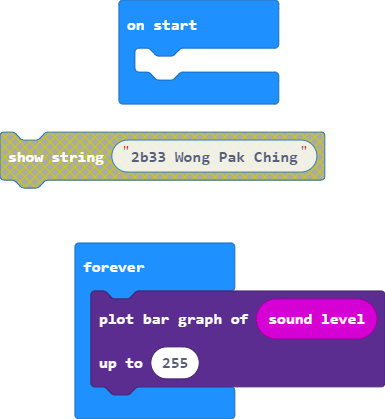 on start
show string "2b33 Wong Pak Ching"
forever
plot bar graph of sound level
up to 255